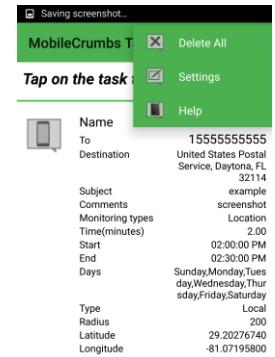 Saving screenshot...
MobileCrumbs T
Delete All
Tap on the task
Settings
Help
Name
To 15555555555
Destination United States Postal
Service, Daytona, FL
32114
Subject example
Comments screenshot
Monitoring types Location
Time(minutes) 2.00
Start 02:00:00 PM
End 02:30:00 PM
Days Sunday,Monday,Tues
day,Wednesday,Thur
sday,Friday,Saturday
Type Local
Radius 200
Latitude 29.20276740
Longitude -81.07195800